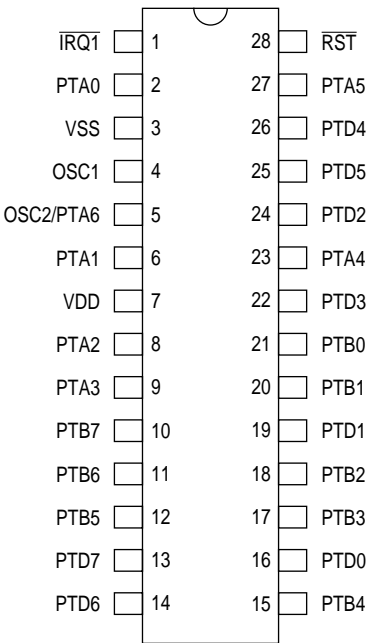 I̅R̅Q̅1̅ 1 28 R̅S̅T̅
PTA0 2 27 PTA5
VSS 3 26 PTD4
OSC1 4 25 PTD5
OSC2/PTA6 5 24 PTD2
PTA1 6 23 PTA4
VDD 7 22 PTD3
PTA2 8 21 PTB0
PTA3 9 20 PTB1
PTB7 10 19 PTD1
PTB6 11 18 PTB2
PTB5 12 17 PTB3
PTD7 13 16 PTD0
PTD6 14 15 PTB4